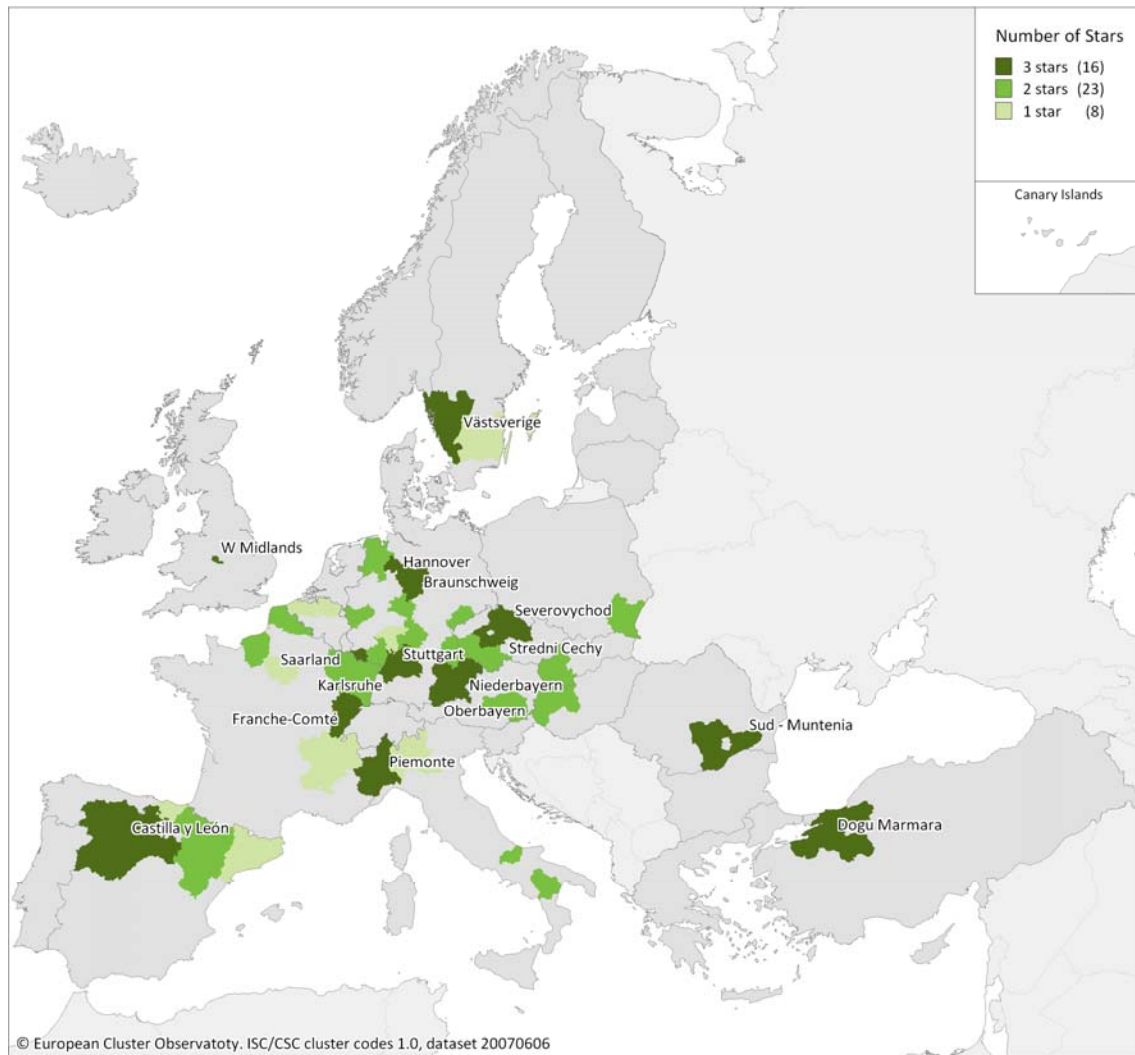 Number of Stars
3 stars (16)
2 stars (23)
1 star (8)
Canary Islands
Västsverige
W Midlands
Hannover
Braunschweig
Severovychod
Stredni Cechy
Saarland
Stuttgart
Karlsruhe
Niederbayern
Oberbayern
Franche-Comté
Sud - Muntenia
Piemonte
Castilla y León
Dogu Marmara
© European Cluster Observatoty. ISC/CSC cluster codes 1.0, dataset 20070606